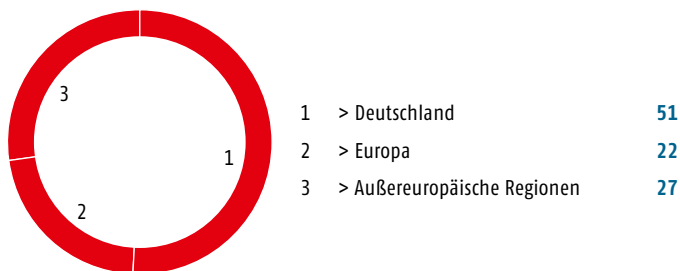 3
1
2
1 > Deutschland 51
2 > Europa 22
3 > Außereuropäische Regionen 27